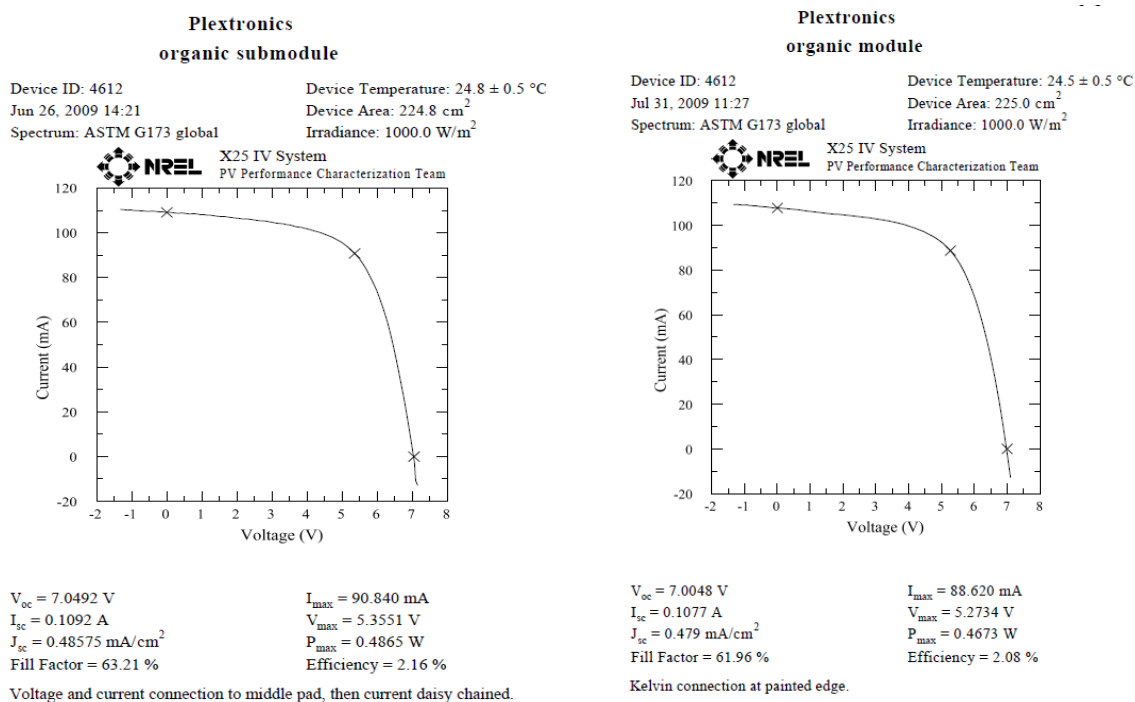 Plextronics
organic submodule
Device ID: 4612
Device Temperature: 24.8 ± 0.5 °C
Jun 26, 2009 14:21
Device Area: 224.8 cm²
Spectrum: ASTM G173 global
Irradiance: 1000.0 W/m²
NREL
X25 IV System
PV Performance Characterization Team
120
100
80
60
40
20
0
-20
Current (mA)
-2 -1 0 1 2 3 4 5 6 7 8
Voltage (V)
Voc = 7.0492 V
Imax = 90.840 mA
Isc = 0.1092 A
Vmax = 5.3551 V
Jsc = 0.48575 mA/cm²
Pmax = 0.4865 W
Fill Factor = 63.21 %
Efficiency = 2.16 %
Voltage and current connection to middle pad, then current daisy chained.
Plextronics
organic module
Device ID: 4612
Device Temperature: 24.5 ± 0.5 °C
Jul 31, 2009 11:27
Device Area: 225.0 cm²
Spectrum: ASTM G173 global
Irradiance: 1000.0 W/m²
NREL
X25 IV System
PV Performance Characterization Team
120
100
80
60
40
20
0
-20
Current (mA)
-2 -1 0 1 2 3 4 5 6 7 8
Voltage (V)
Voc = 7.0048 V
Imax = 88.620 mA
Isc = 0.1077 A
Vmax = 5.2734 V
Jsc = 0.479 mA/cm²
Pmax = 0.4673 W
Fill Factor = 61.96 %
Efficiency = 2.08 %
Kelvin connection at painted edge.